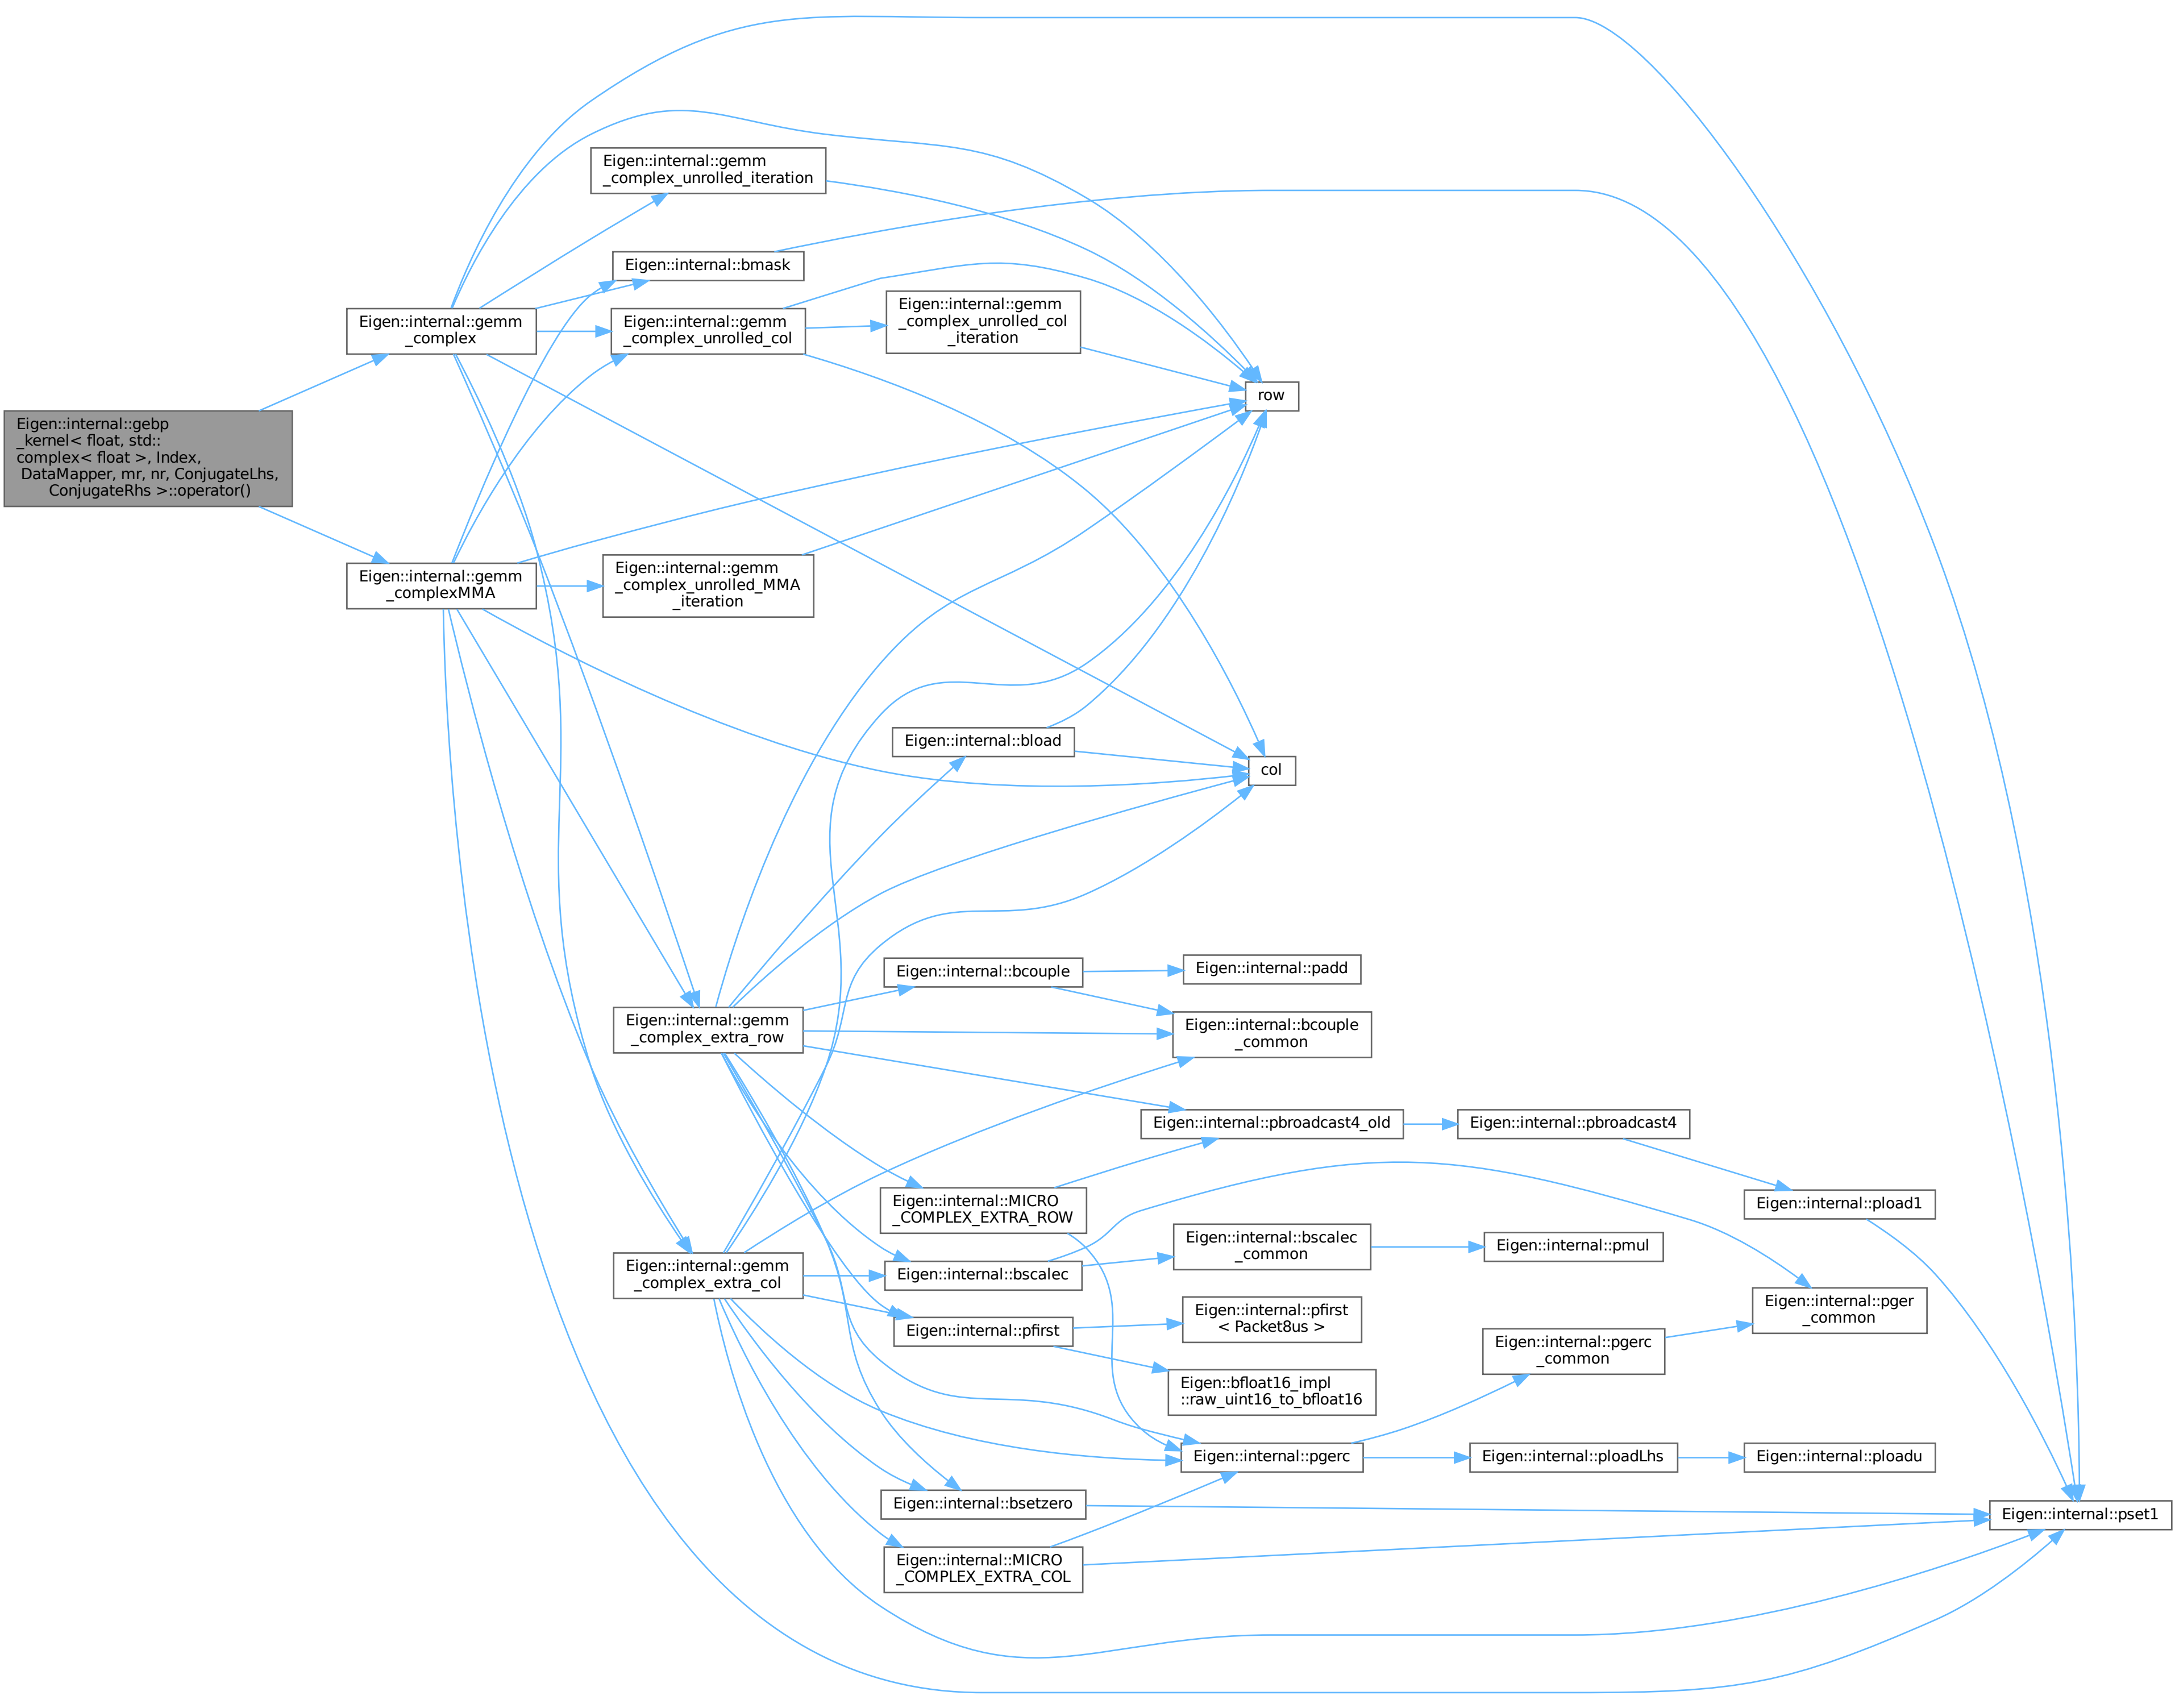 Eigen::internal::gebp
_kernel< float, std::
complex< float >, Index,
DataMapper, mr, nr, ConjugateLhs,
ConjugateRhs >::operator()
Eigen::internal::gemm
_complex
Eigen::internal::gemm
_complexMMA
Eigen::internal::gemm
_complex_unrolled_iteration
Eigen::internal::bmask
Eigen::internal::gemm
_complex_unrolled_col
Eigen::internal::gemm
_complex_unrolled_col
_iteration
row
Eigen::internal::gemm
_complex_unrolled_MMA
_iteration
Eigen::internal::bload
col
Eigen::internal::gemm
_complex_extra_row
Eigen::internal::bcouple
Eigen::internal::padd
Eigen::internal::bcouple
_common
Eigen::internal::pbroadcast4_old
Eigen::internal::pbroadcast4
Eigen::internal::MICRO
_COMPLEX_EXTRA_ROW
Eigen::internal::pload1
Eigen::internal::gemm
_complex_extra_col
Eigen::internal::bscalec
Eigen::internal::bscalec
_common
Eigen::internal::pmul
Eigen::internal::pfirst
Eigen::internal::pfirst
< Packet8us >
Eigen::internal::pger
_common
Eigen::internal::pgerc
_common
Eigen::bfloat16_impl
::raw_uint16_to_bfloat16
Eigen::internal::pgerc
Eigen::internal::ploadLhs
Eigen::internal::ploadu
Eigen::internal::bsetzero
Eigen::internal::pset1
Eigen::internal::MICRO
_COMPLEX_EXTRA_COL